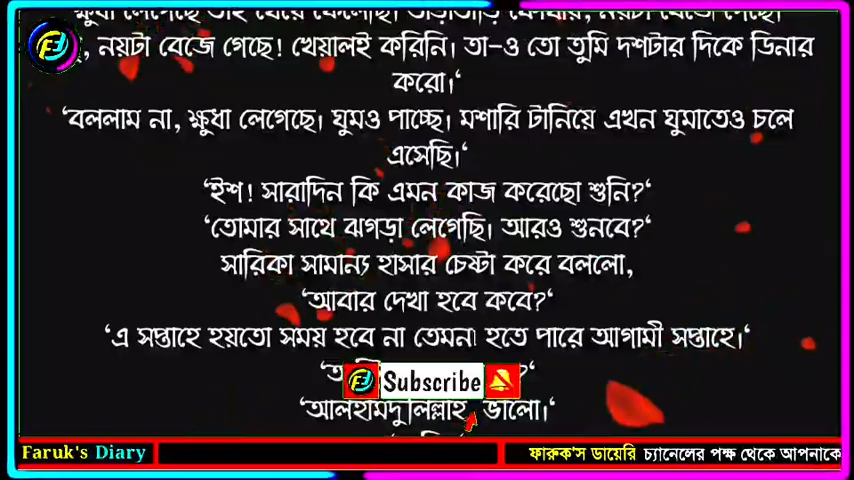 ক্ষুধা লেগেছে তাই খেয়ে ফেলেছি। তাড়াতাড়ি কোথায়, নয়টা বেজে গেছে।
নয়টা বেজে গেছে! খেয়ালই করিনি। তা-ও তো তুমি দশটার দিকে ডিনার
করো।‘
‘বললাম না, ক্ষুধা লেগেছে। ঘুমও পাচ্ছে। মশারি টানিয়ে এখন ঘুমাতেও চলে
এসেছি।‘
‘ইশ! সারাদিন কি এমন কাজ করেছো শুনি?‘
‘তোমার সাথে ঝগড়া লেগেছি। আরও শুনবে?‘
সারিকা সামান্য হাসার চেষ্টা করে বললো,
‘আবার দেখা হবে কবে?‘
‘এ সপ্তাহে হয়তো সময় হবে না তেমন। হতে পারে আগামী সপ্তাহে।‘
Subscribe
‘আলহামদুলিল্লাহ, ভালো।‘
Faruk's Diary
ফারুক'স ডায়েরি চ্যানেলের পক্ষ থেকে আপনাকে